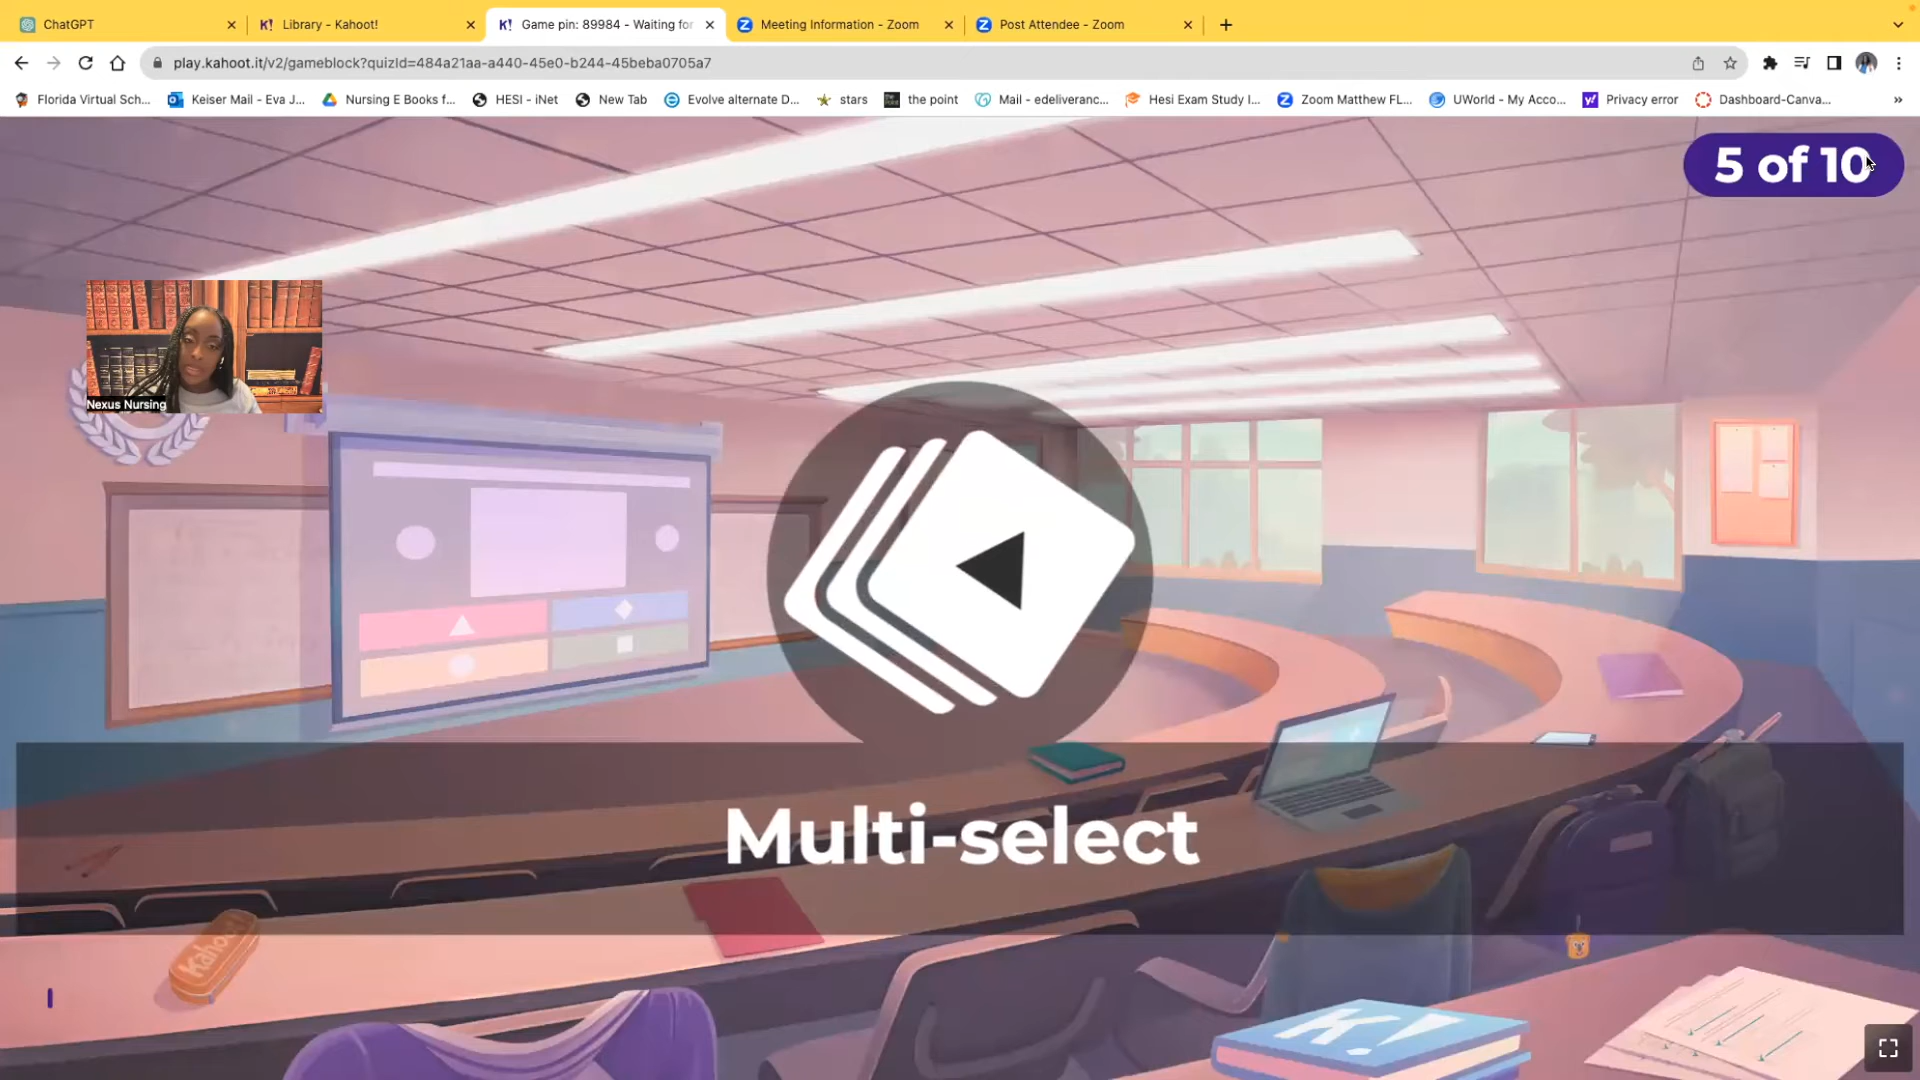 ChatGPT
K! Library - Kahoot!
K! Game pin: 89984 - Waiting for
Meeting Information - Zoom
Post Attendee - Zoom
play.kahoot.it/v2/gameblock?quizId=484a21aa-a440-45e0-b244-45beba0705a7
Florida Virtual Sch...
Keiser Mail - Eva J...
Nursing E Books f...
HESI - iNet
New Tab
Evolve alternate D...
stars
the point
Mail - edeliveranc...
Hesi Exam Study I...
Zoom Matthew FL...
UWorld - My Acco...
Privacy error
Dashboard-Canva...
5 of 10
Nexus Nursing
Multi-select
Kahoot!
K!